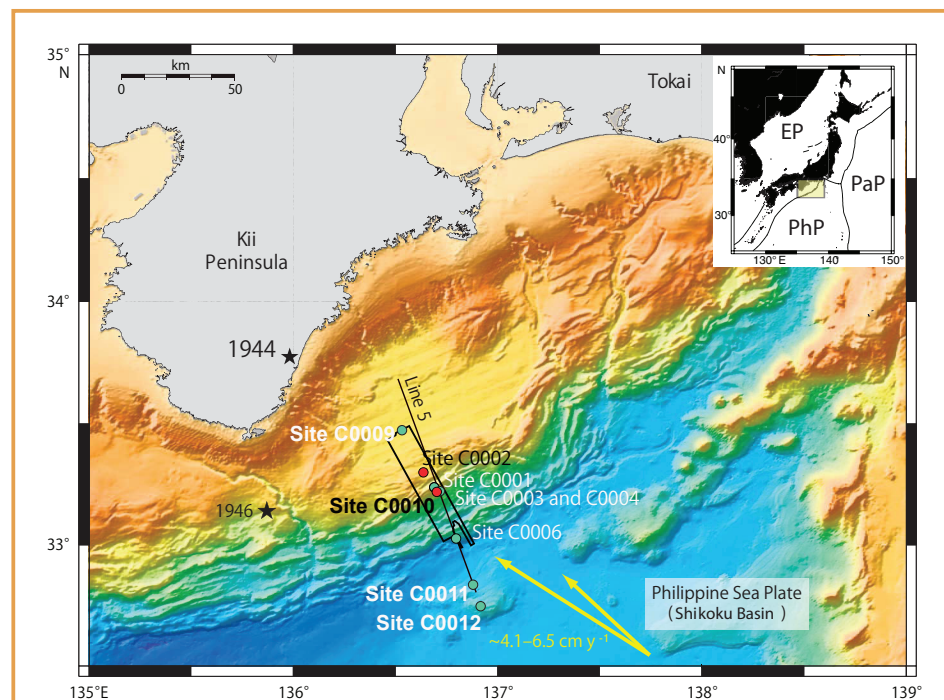 35°
N
km
0
50
Tokai
N
EP
40°
PaP
30°
PhP
130°E
140°
150°
Kii
Peninsula
34°
1944
Line 5
Site C0009
Site C0002
Site C0001
Site C0003 and C0004
Site C0010
1946
Site C0006
33°
Philippine Sea Plate
(Shikoku Basin )
Site C0011
Site C0012
~4.1–6.5 cm y⁻¹
135°E
136°
137°
138°
139°